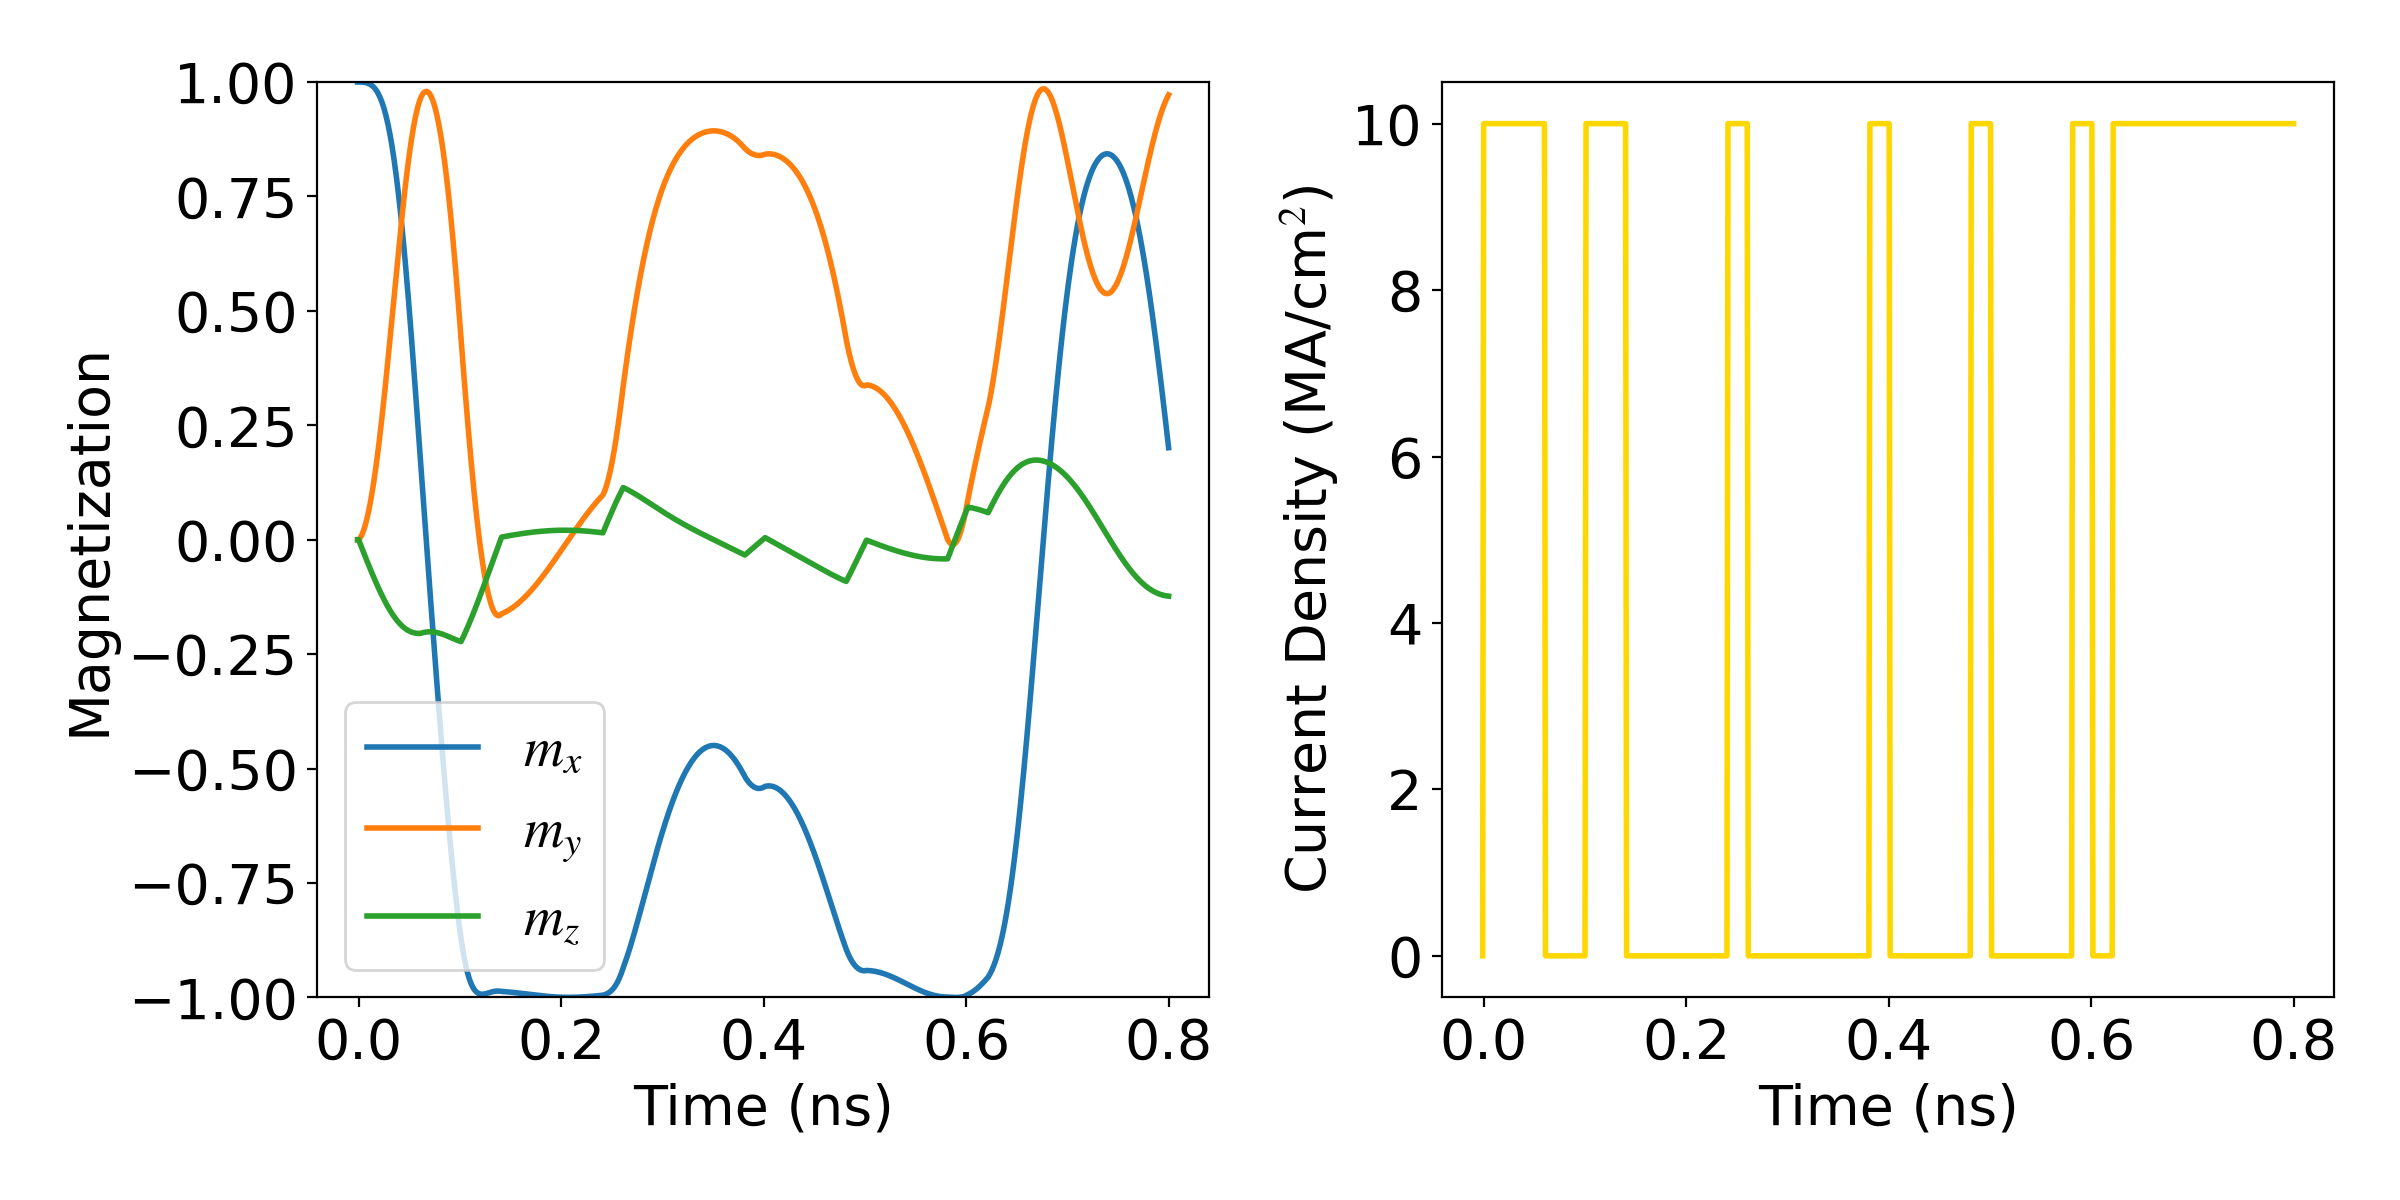 Magnetization
1.00
0.75
0.50
0.25
0.00
−0.25
−0.50
−0.75
−1.00
m_x
m_y
m_z
0.0 0.2 0.4 0.6 0.8
Time (ns)
Current Density (MA/cm²)
10
8
6
4
2
0
0.0 0.2 0.4 0.6 0.8
Time (ns)